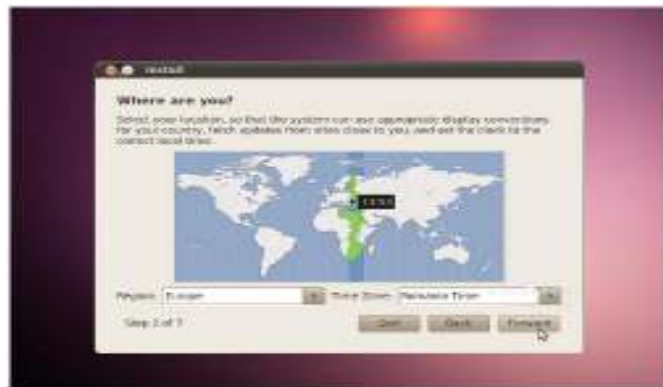 Install
Where are you?
Select your location, so that the system can use appropriate display conventions
for your country, fetch updates from sites close to you, and set the clock to the
correct local time.
Region: Europe Time Zone: Time
Step 2 of 7 Quit Back Forward